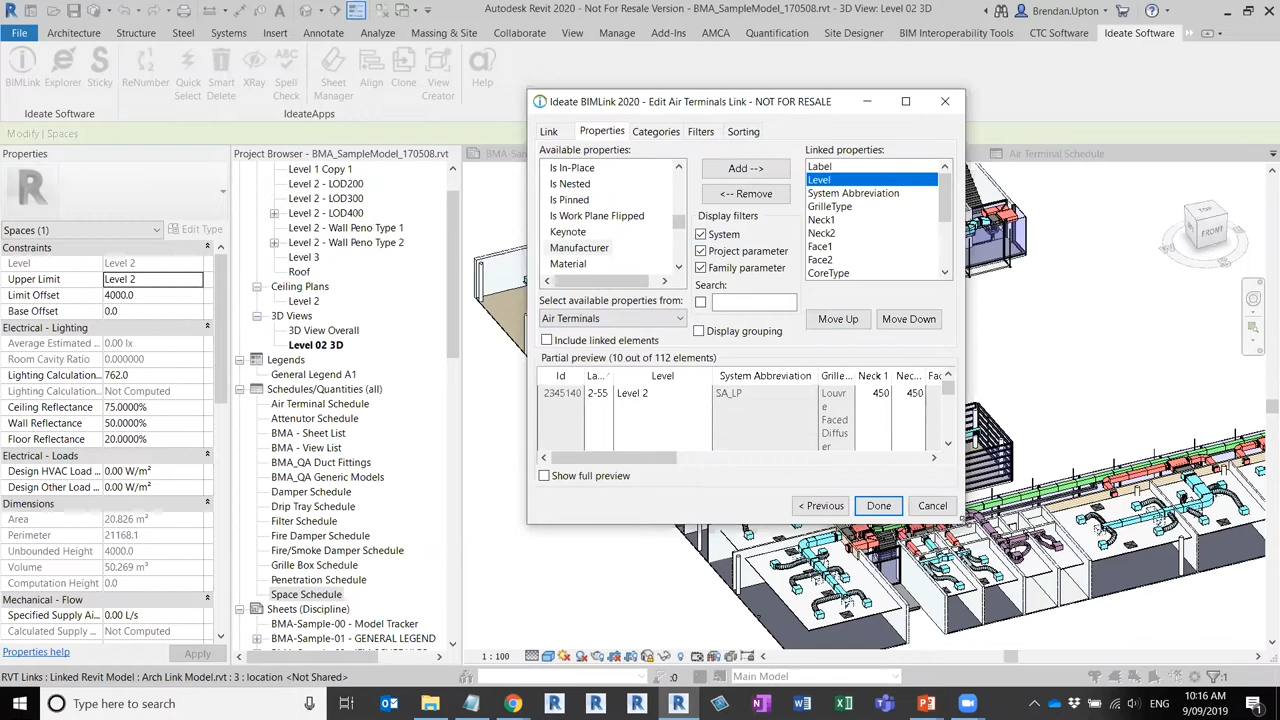 Autodesk Revit 2020 - Not For Resale Version - BMA_SampleModel_170508 - 3D View: Level 02 3D
Brendan.Upton
File Architecture Structure Steel Systems Insert Annotate Analyze Massing & Site Collaborate View Manage Add-Ins AMCA Quantification Site Designer BIM Interoperability Tools CTC Software Ideate Software
BIMLink Explorer Sticky ReNumber Quick Select Smart Delete XRay Spell Check Sheet Manager Align Clone View Creator Help
Ideate Software IdeateApps
Modify | Spaces
Properties
Spaces (1) Edit Type
Constraints
Level Level 2
Upper Limit Level 2
Limit Offset 4000.0
Base Offset 0.0
Electrical - Lighting
Average Estimated ... 0.00 lx
Room Cavity Ratio 0.000000
Lighting Calculation... 762.0
Lighting Calculation... Not Computed
Ceiling Reflectance 75.0000%
Wall Reflectance 50.0000%
Floor Reflectance 20.0000%
Electrical - Loads
Design HVAC Load ... 0.00 W/m²
Design Other Load ... 0.00 W/m²
Dimensions
Area 20.826 m²
Perimeter 21168.1
Unbounded Height 4000.0
Volume 50.269 m³
Computation Height 0.0
Mechanical - Flow
Specified Supply Ai... 0.00 L/s
Calculated Supply ... Not Computed
Properties help Apply
Project Browser - BMA_SampleModel_170508.rvt
Level 1 Copy 1
Level 2 - LOD200
Level 2 - LOD300
Level 2 - LOD400
Level 2 - Wall Peno Type 1
Level 2 - Wall Peno Type 2
Level 3
Roof
Ceiling Plans
Level 2
3D Views
3D View Overall
Level 02 3D
Legends
General Legend A1
Schedules/Quantities (all)
Air Terminal Schedule
Attenutor Schedule
BMA - Sheet List
BMA - View List
BMA_QA Duct Fittings
BMA_QA Generic Models
Damper Schedule
Drip Tray Schedule
Filter Schedule
Fire Damper Schedule
Fire/Smoke Damper Schedule
Grille Box Schedule
Penetration Schedule
Space Schedule
Sheets (Discipline)
BMA-Sample-00 - Model Tracker
BMA-Sample-01 - GENERAL LEGEND
BMA-San
Air Terminal Schedule
TOP
FRONT
Ideate BIMLink 2020 - Edit Air Terminals Link - NOT FOR RESALE
Link Properties Categories Filters Sorting
Available properties:
Is In-Place
Is Nested
Is Pinned
Is Work Plane Flipped
Keynote
Manufacturer
Material
Select available properties from:
Air Terminals
Include linked elements
Add -->
<-- Remove
Display filters
System
Project parameter
Family parameter
Search:
Display grouping
Linked properties:
Label
Level
System Abbreviation
GrilleType
Neck1
Neck2
Face1
Face2
CoreType
Move Up Move Down
Partial preview (10 out of 112 elements)
Id La... Level System Abbreviation Grille... Neck 1 Nec... Fac
2345140 2-55 Level 2 SA_LP Louvre Faced Diffuser 450 450
Show full preview
< Previous Done Cancel
1 : 100
RVT Links : Linked Revit Model : Arch Link Model.rvt : 3 : location <Not Shared>
:0 Main Model :1
Type here to search
10:16 AM
9/09/2019